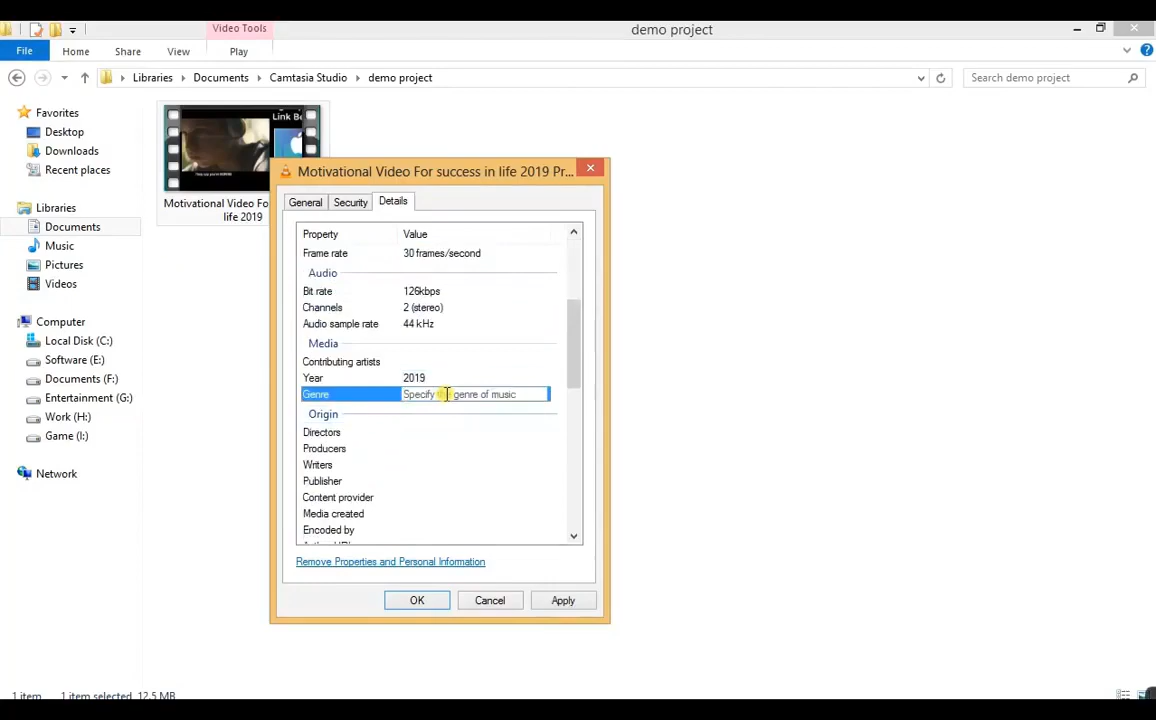 Video Tools
demo project
File
Home
Share
View
Play
Libraries
Documents
Camtasia Studio
demo project
Search demo project
Favorites
Desktop
Downloads
Recent places
Libraries
Documents
Music
Pictures
Videos
Computer
Local Disk (C:)
Software (E:)
Documents (F:)
Entertainment (G:)
Work (H:)
Game (I:)
Network
Link Be
Motivational Video Fo
life 2019
Motivational Video For success in life 2019 Pr...
General
Security
Details
Property Value
Frame rate 30 frames/second
Audio
Bit rate 126kbps
Channels 2 (stereo)
Audio sample rate 44 kHz
Media
Contributing artists
Year 2019
Genre Specify genre of music
Origin
Directors
Producers
Writers
Publisher
Content provider
Media created
Encoded by
Remove Properties and Personal Information
OK
Cancel
Apply
1 item 1 item selected 12.5 MB